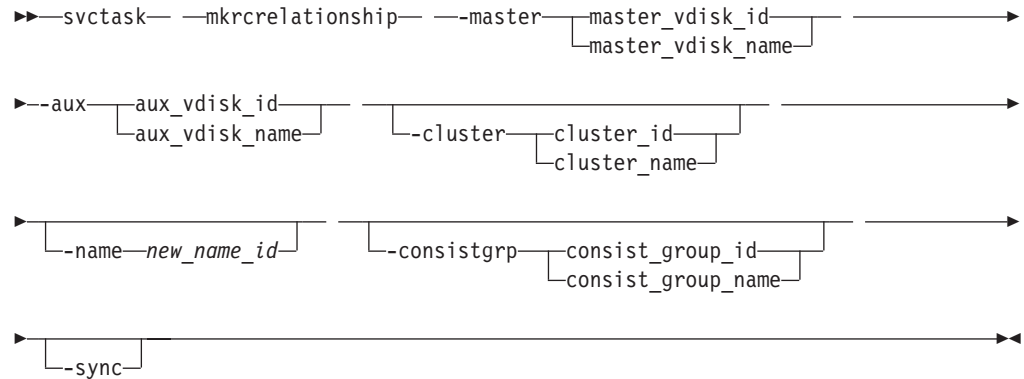 svctask mkrcrelationship -master master_vdisk_id
master_vdisk_name
-aux aux_vdisk_id -cluster cluster_id
aux_vdisk_name cluster_name
-name new_name_id -consistgrp consist_group_id
consist_group_name
-sync